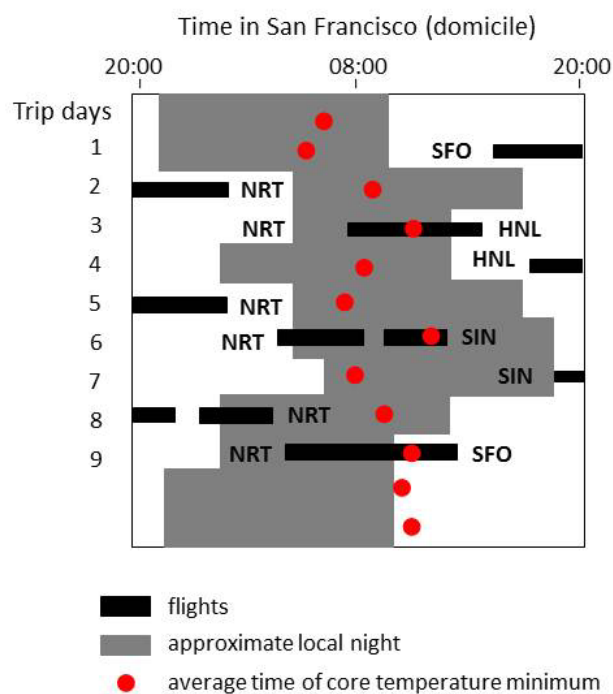 Time in San Francisco (domicile)
20:00 08:00 20:00
Trip days
1 SFO
2 NRT
3 NRT HNL
4 HNL
5 NRT
6 NRT SIN
7 SIN
8 NRT
9 NRT SFO
flights
approximate local night
average time of core temperature minimum